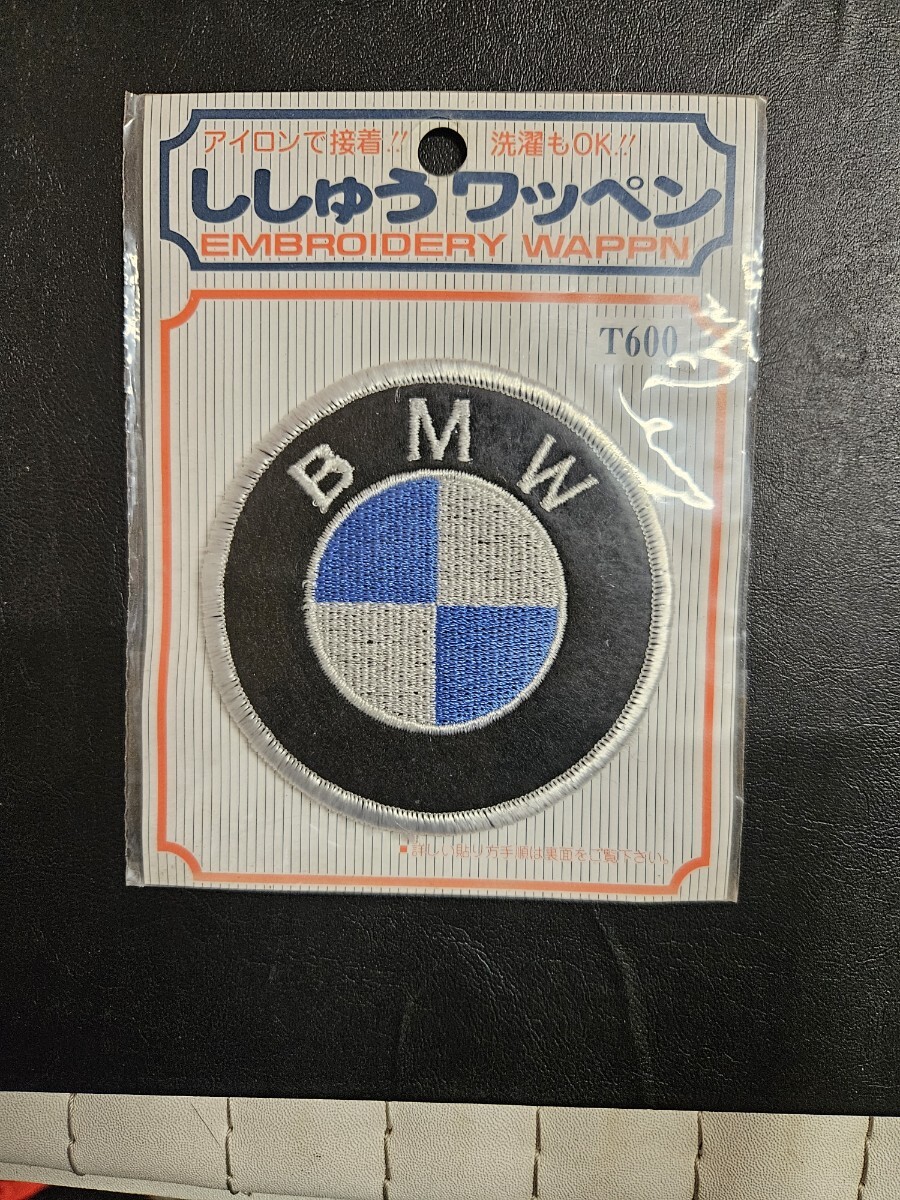 アイロンで接着!! 洗濯もOK!!
ししゅうワッペン
EMBROIDERY WAPPN
T600
BMW
■詳しい貼り方手順は裏面をご覧下さい。